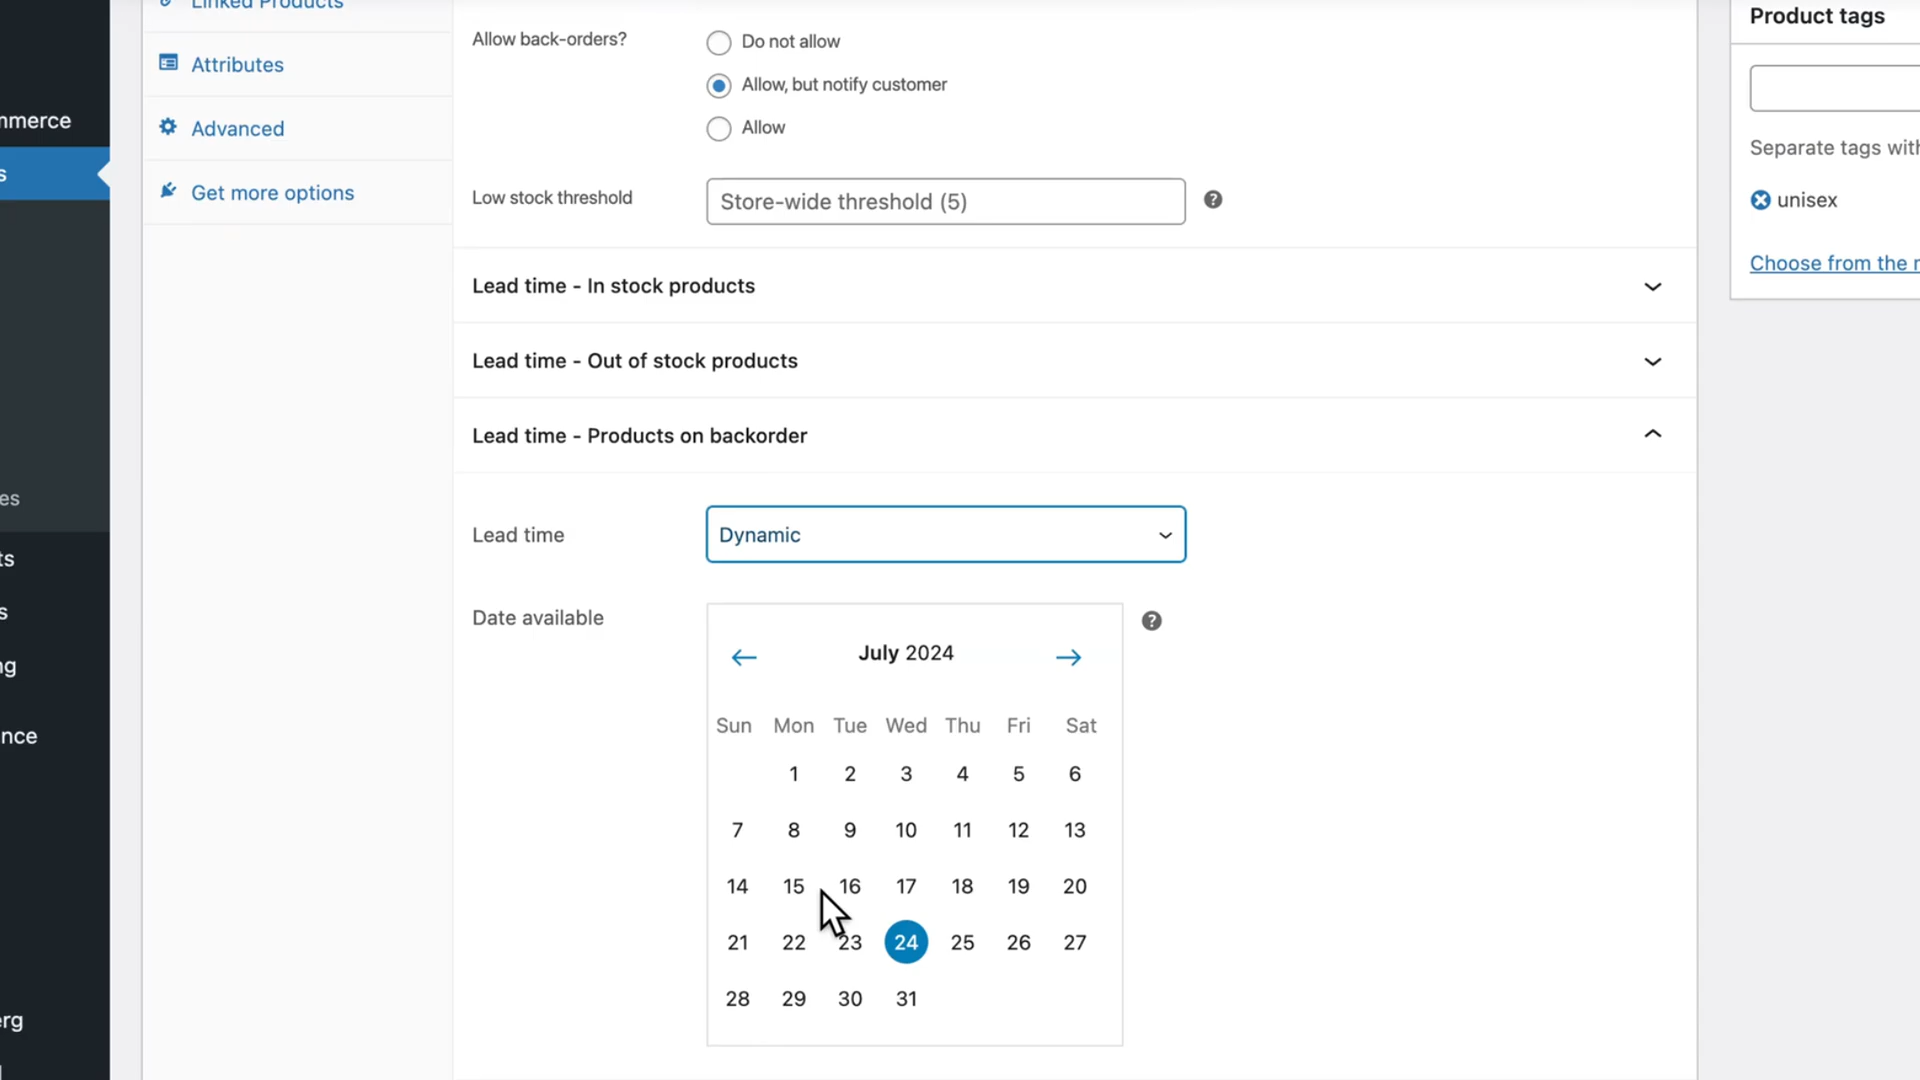 Linked Products
Attributes
Advanced
Get more options
mmerce
s
es
ts
s
ng
nce
erg
Allow back-orders?
Do not allow
Allow, but notify customer
Allow
Low stock threshold
Store-wide threshold (5)
Lead time - In stock products
Lead time - Out of stock products
Lead time - Products on backorder
Lead time
Dynamic
Date available
July 2024
Sun Mon Tue Wed Thu Fri Sat
1 2 3 4 5 6
7 8 9 10 11 12 13
14 15 16 17 18 19 20
21 22 23 24 25 26 27
28 29 30 31
Product tags
Separate tags with
unisex
Choose from the